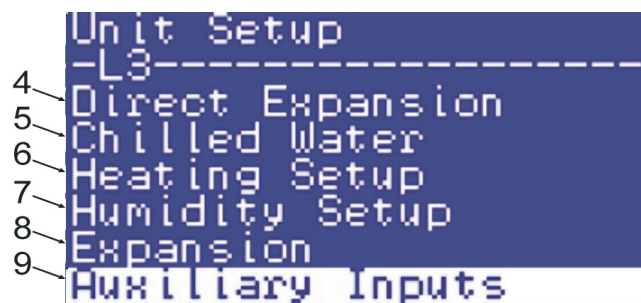 Unit Setup
-L3--------------------
4 Direct Expansion
5 Chilled Water
6 Heating Setup
7 Humidity Setup
8 Expansion
9 Auxiliary Inputs